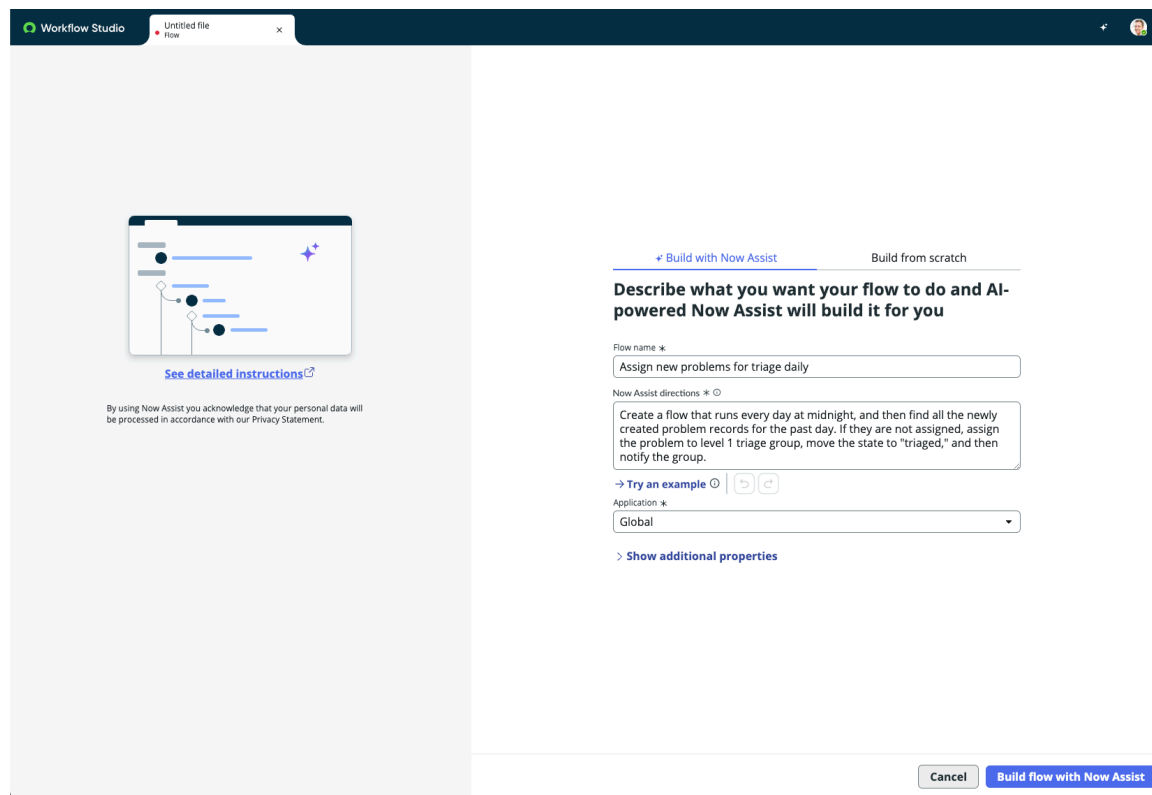 Workflow Studio
Untitled file
Flow
See detailed instructions
By using Now Assist you acknowledge that your personal data will
be processed in accordance with our Privacy Statement.
Build with Now Assist
Build from scratch
Describe what you want your flow to do and AI-
powered Now Assist will build it for you
Flow name *
Assign new problems for triage daily
Now Assist directions *
Create a flow that runs every day at midnight, and then find all the newly
created problem records for the past day. If they are not assigned, assign
the problem to level 1 triage group, move the state to "triaged," and then
notify the group.
→ Try an example
Application *
Global
Show additional properties
Cancel
Build flow with Now Assist